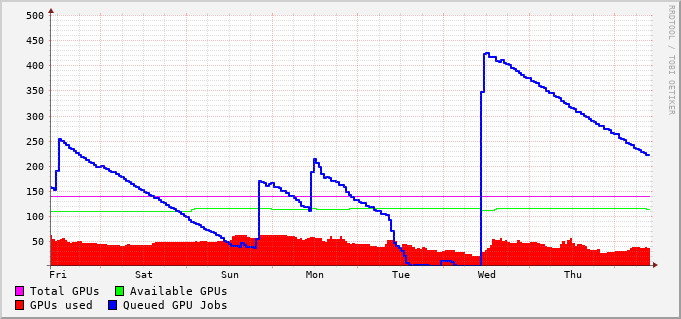 500
450
400
350
300
250
200
150
100
50
Fri Sat Sun Mon Tue Wed Thu
Total GPUs Available GPUs
GPUs used Queued GPU Jobs
RRDTOOL / TOBI OETIKER